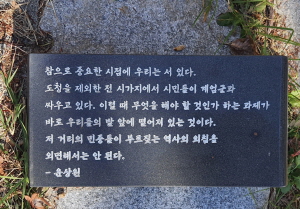 참으로 중요한 시점에 우리는 서 있다.
도청을 제외한 전 시가지에서 시민들이 계엄군과
싸우고 있다. 이럴 때 무엇을 해야 할 것인가 하는 과제가
바로 우리들의 발 앞에 떨어져 있는 것이다.
저 거리의 민중들이 부르짖는 역사의 외침을
외면해서는 안 된다.
- 윤상원